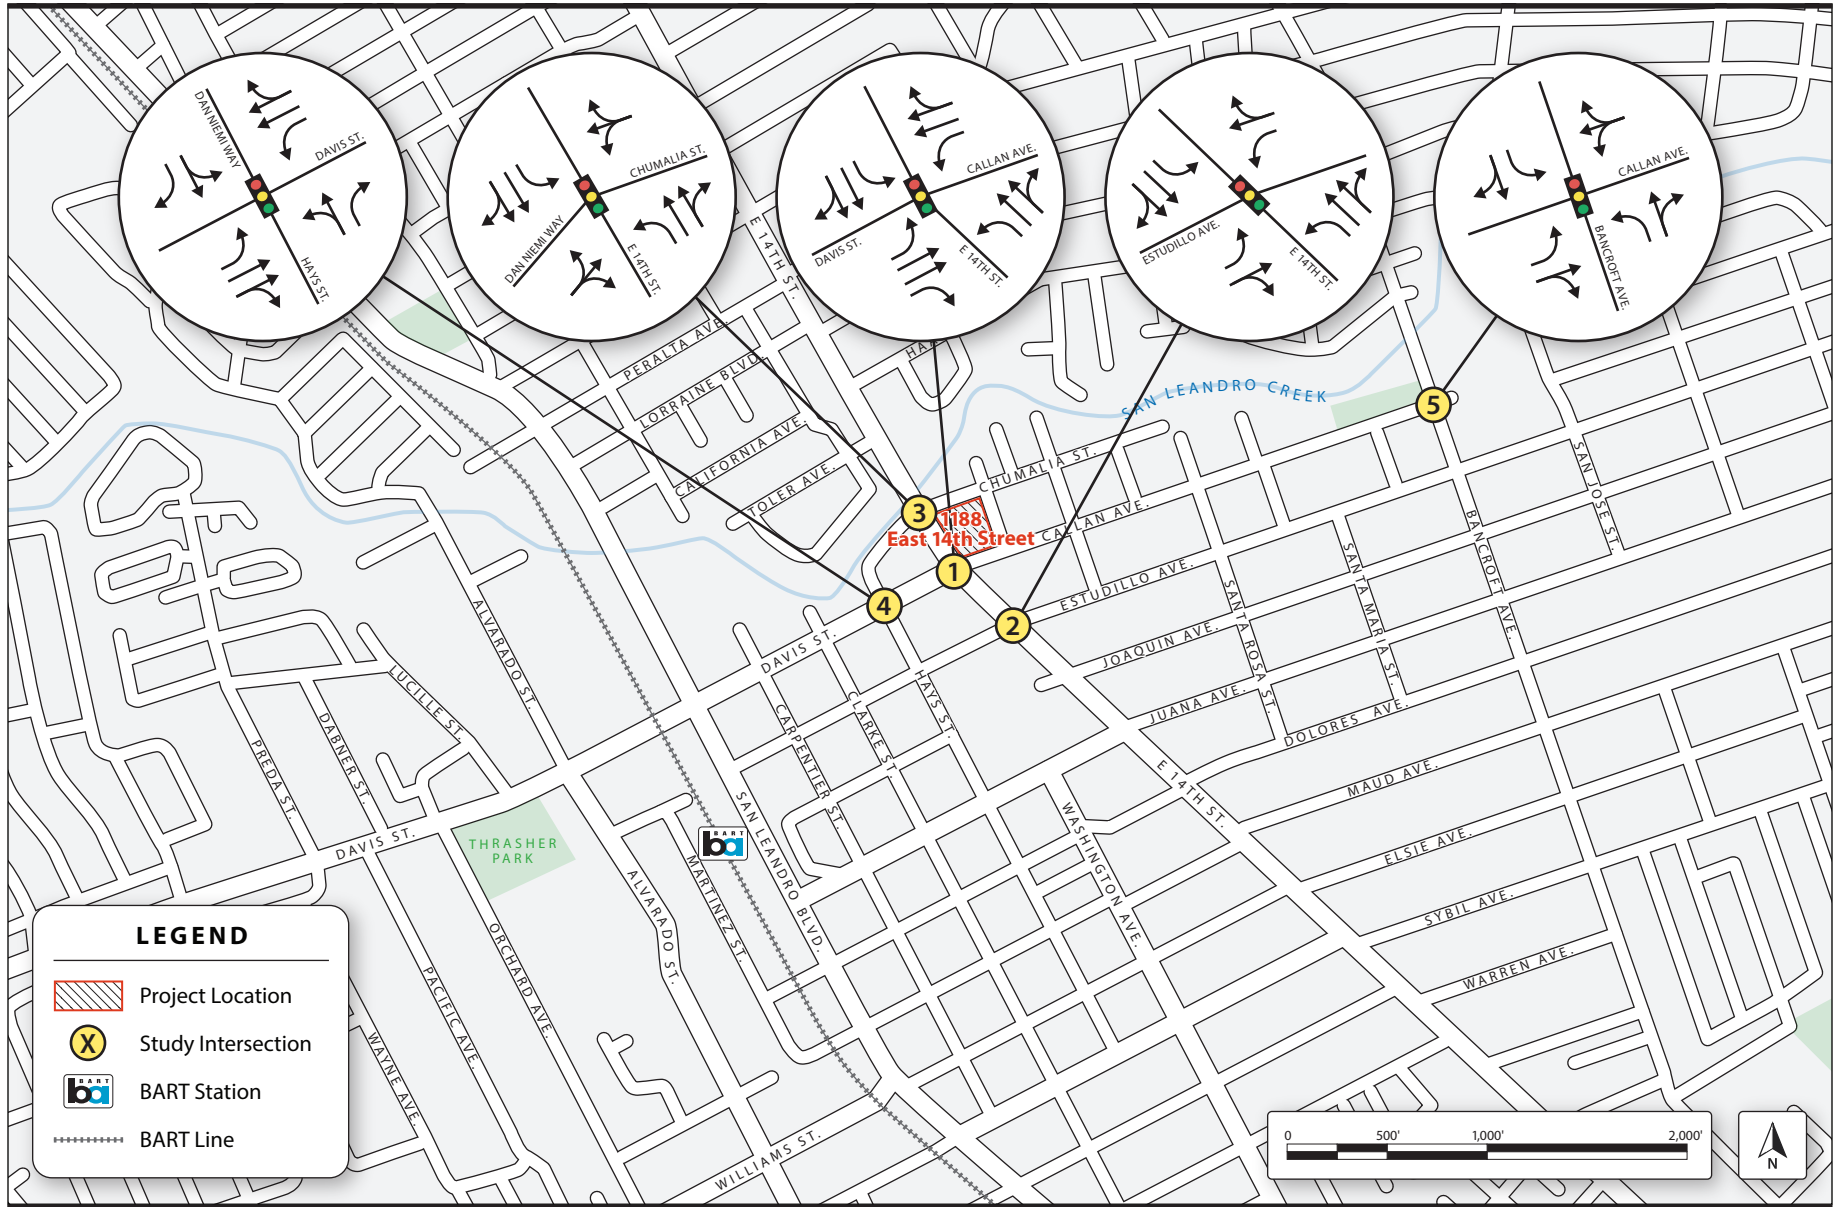 DAN NIEMI WAY
DAVIS ST.
HAYS ST.
CHUMALIA ST.
DAN NIEMI WAY
E 14TH ST.
CALLAN AVE.
DAVIS ST.
E 14TH ST.
ESTUDILLO AVE.
E 14TH ST.
CALLAN AVE.
BANCROFT AVE.
E 14TH ST.
PERALTA AVE.
LORRAINE BLVD.
CALIFORNIA AVE.
TOLER AVE.
SAN LEANDRO CREEK
5
CHUMALIA ST.
CALLAN AVE.
3
1188
East 14th Street
1
4
2
ESTUDILLO AVE.
JOAQUIN AVE.
JUANA AVE.
DOLORES AVE.
MAUD AVE.
ELSIE AVE.
SYBIL AVE.
WARREN AVE.
SAN JOSE ST.
BANCROFT AVE.
SANTA MARIA ST.
SANTA ROSA ST.
E 14TH ST.
WASHINGTON AVE.
DAVIS ST.
HAYS ST.
CLARKE ST.
CARPENTIER ST.
SAN LEANDRO BLVD.
MARTINEZ ST.
ALVARADO ST.
ALVARADO ST.
LUCILLE ST.
DABNER ST.
PREDA ST.
DAVIS ST.
THRASHER
PARK
BART
ba
ORCHARD AVE.
PACIFIC AVE.
WAYNE AVE.
WILLIAMS ST.
LEGEND
Project Location
X
Study Intersection
BART
ba
BART Station
BART Line
0 500' 1,000' 2,000'
N